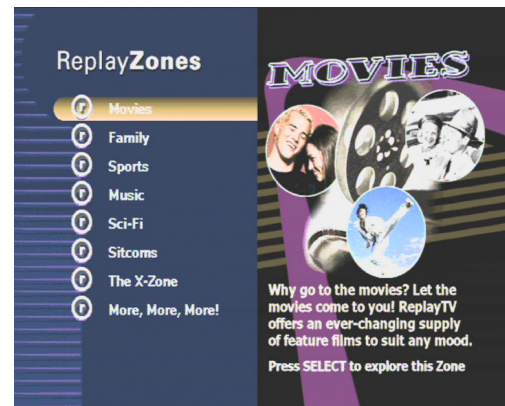 ReplayZones
Movies
Family
Sports
Music
Sci-Fi
Sitcoms
The X-Zone
More, More, More!
MOVIES
Why go to the movies? Let the
movies come to you! ReplayTV
offers an ever-changing supply
of feature films to suit any mood.
Press SELECT to explore this Zone